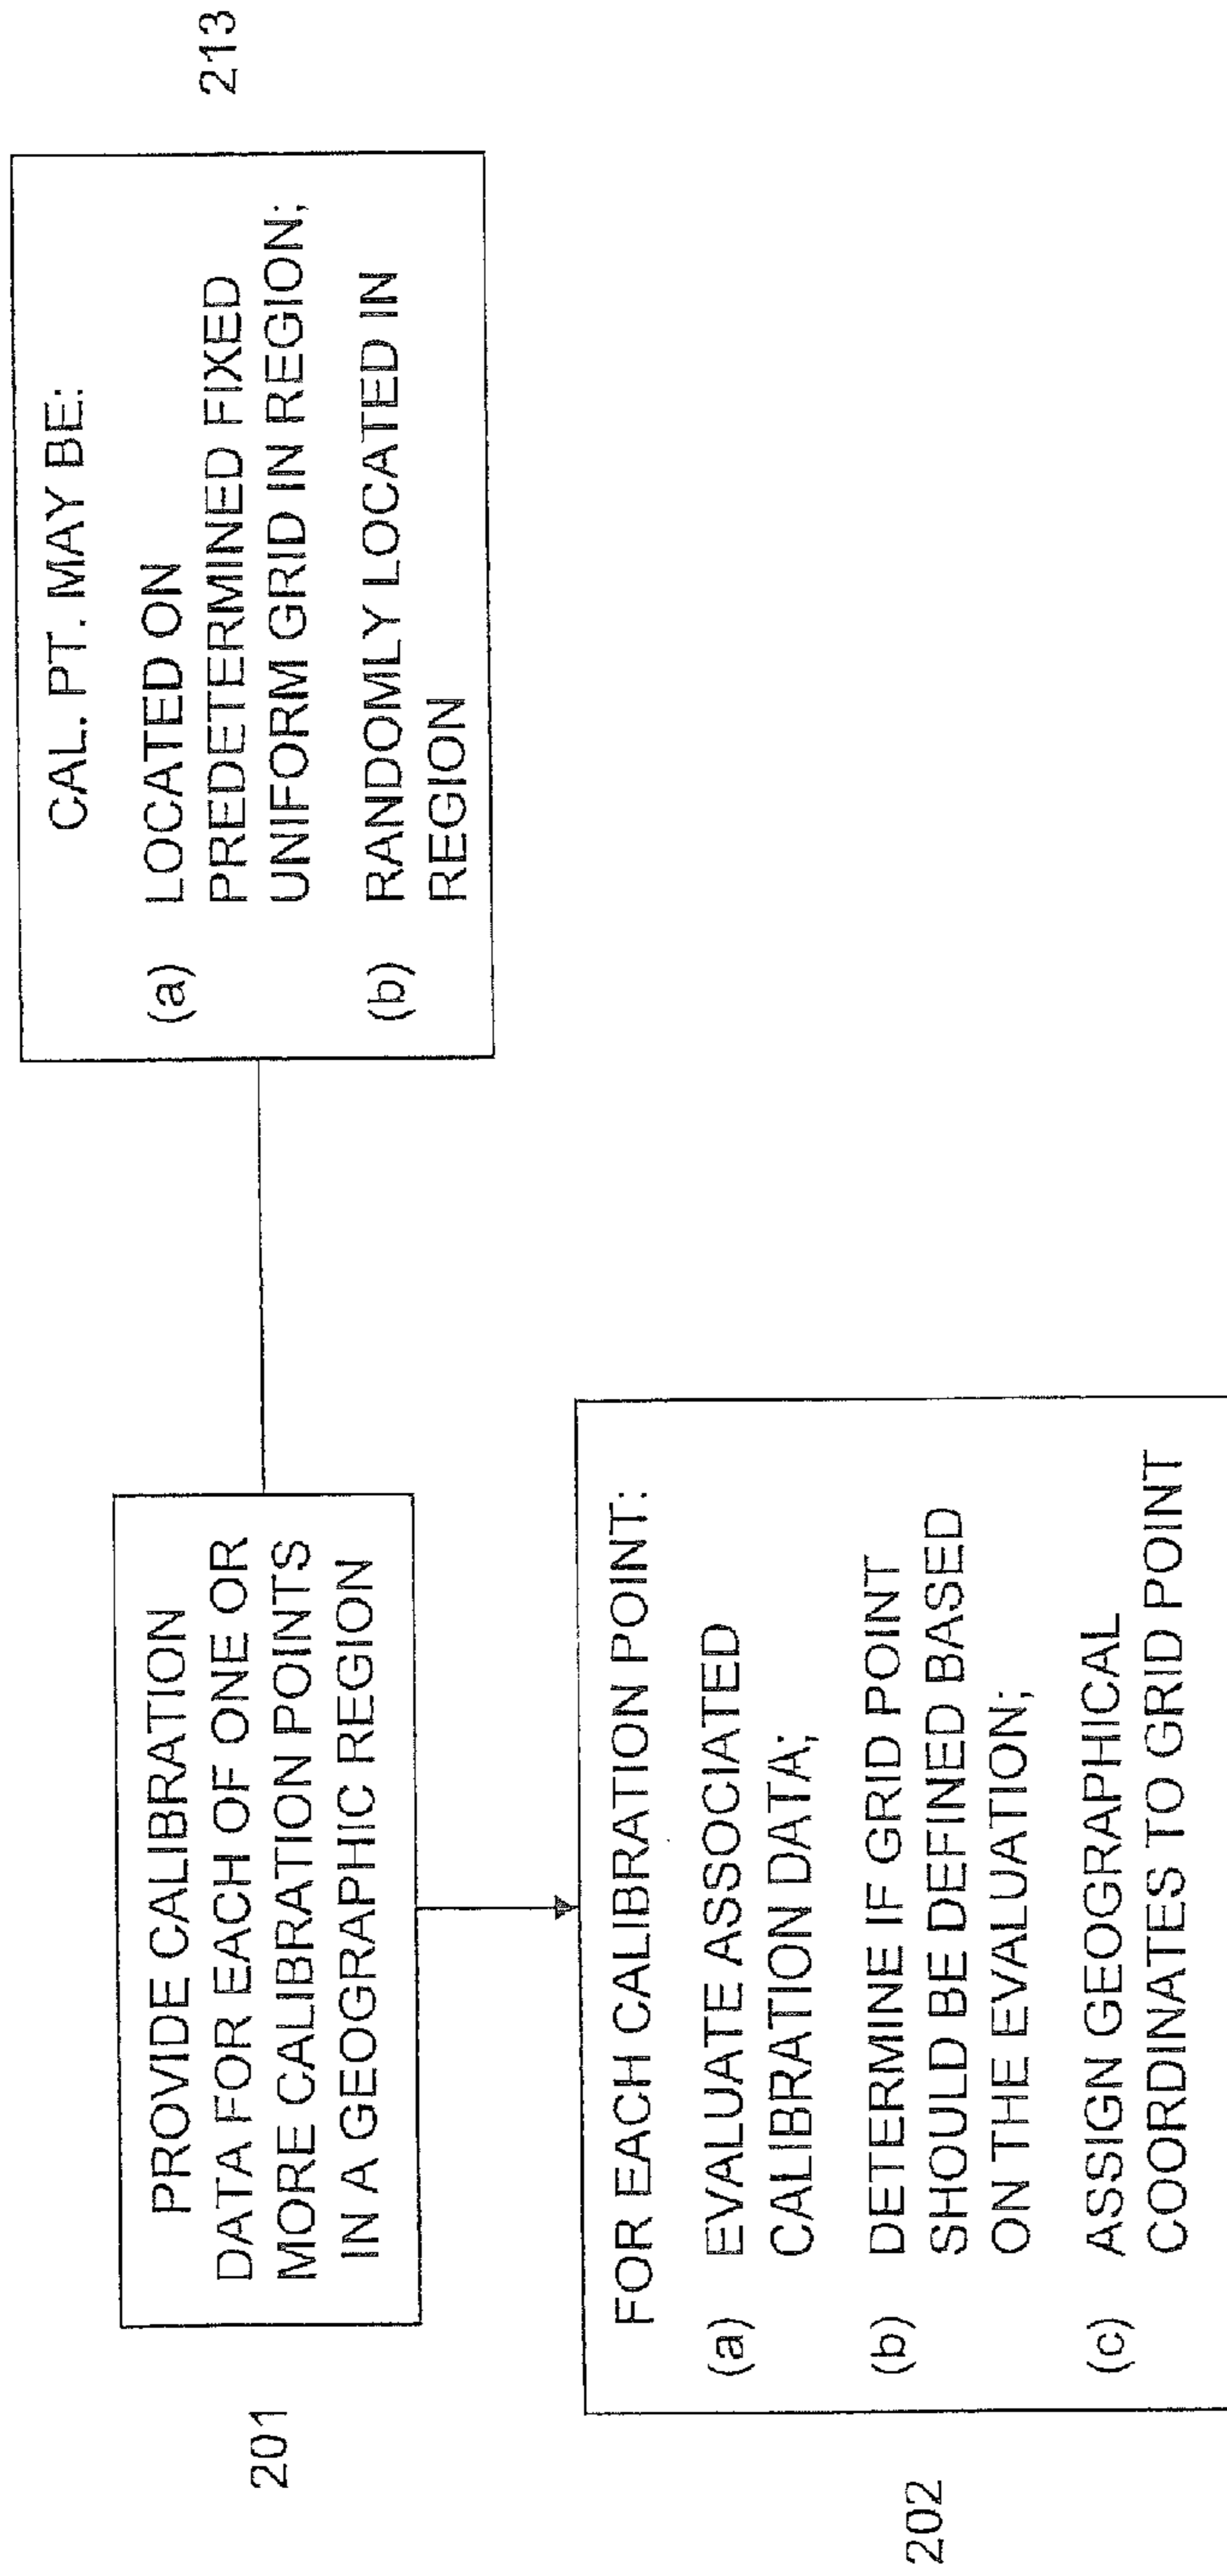 201
PROVIDE CALIBRATION
DATA FOR EACH OF ONE OR
MORE CALIBRATION POINTS
IN A GEOGRAPHIC REGION
CAL. PT. MAY BE:
(a) LOCATED ON
PREDETERMINED FIXED
UNIFORM GRID IN REGION;
(b) RANDOMLY LOCATED IN
REGION
213
202
FOR EACH CALIBRATION POINT:
(a) EVALUATE ASSOCIATED
CALIBRATION DATA;
(b) DETERMINE IF GRID POINT
SHOULD BE DEFINED BASED
ON THE EVALUATION;
(c) ASSIGN GEOGRAPHICAL
COORDINATES TO GRID POINT